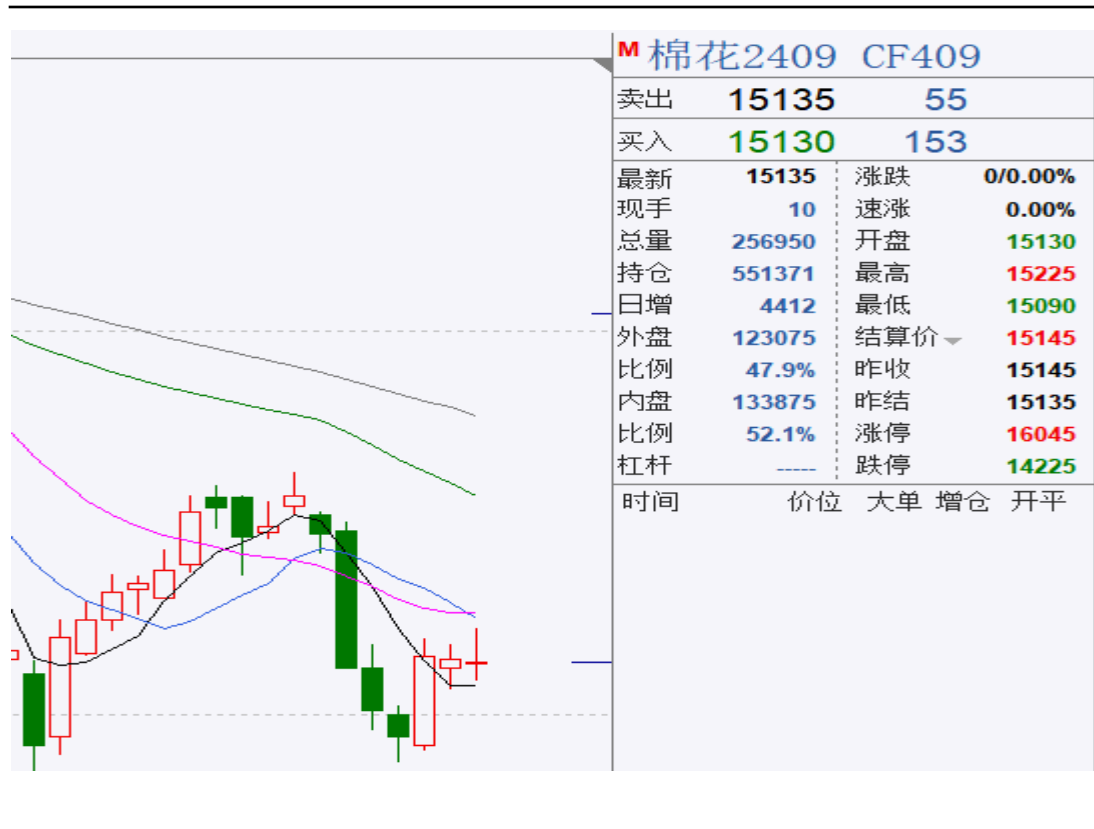 M 棉花2409 CF409
卖出 15135 55
买入 15130 153
最新 15135 涨跌 0/0.00%
现手 10 速涨 0.00%
总量 256950 开盘 15130
持仓 551371 最高 15225
日增 4412 最低 15090
外盘 123075 结算价 15145
比例 47.9% 昨收 15145
内盘 133875 昨结 15135
比例 52.1% 涨停 16045
杠杆 ----- 跌停 14225
时间 价位 大单 增仓 开平